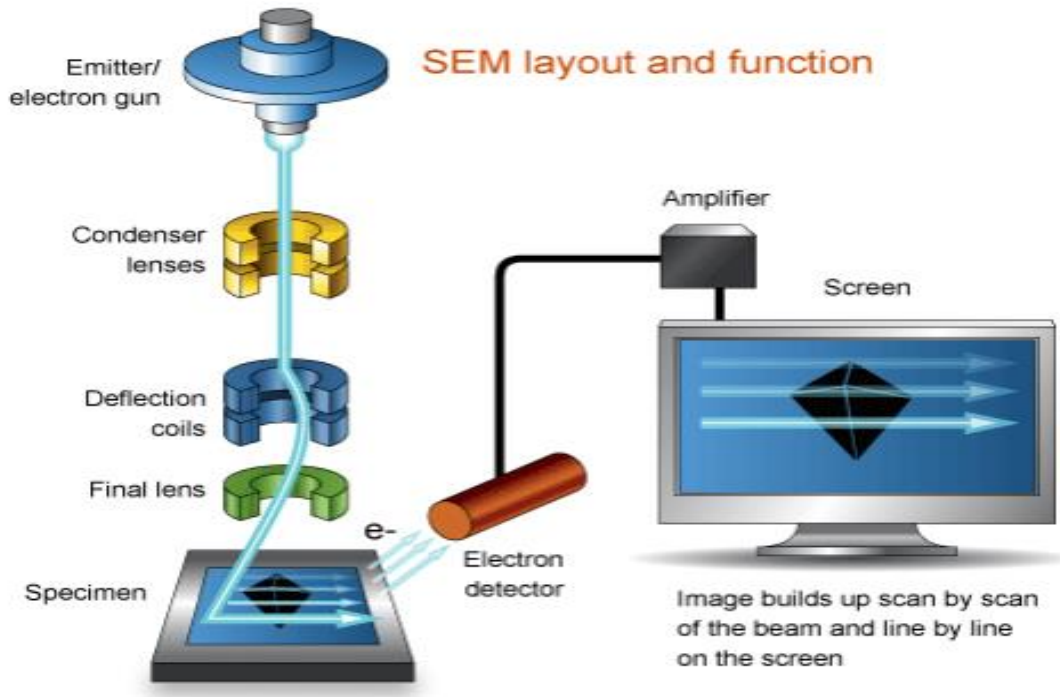 SEM layout and function
Emitter/
electron gun
Condenser
lenses
Amplifier
Screen
Deflection
coils
Final lens
e-
Electron
detector
Specimen
Image builds up scan by scan
of the beam and line by line
on the screen